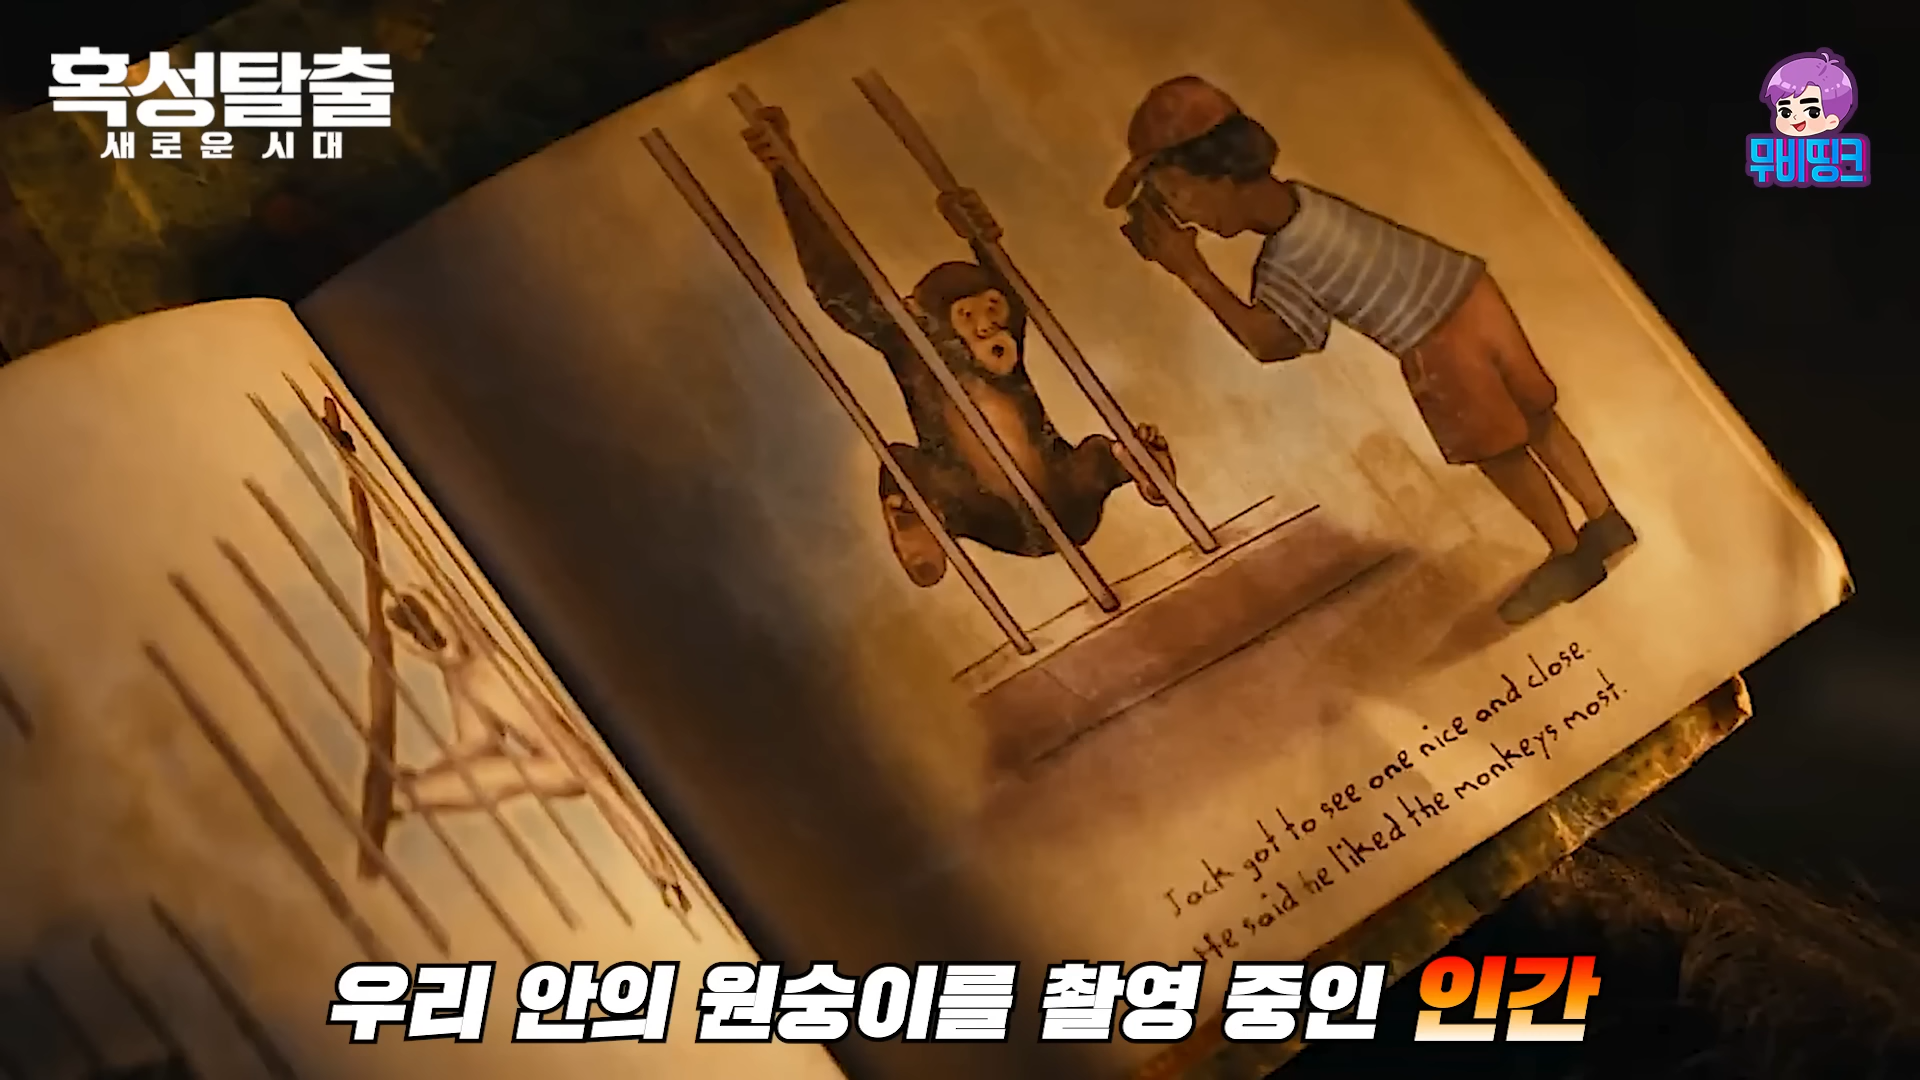 혹성탈출
새로운 시대
무비띵크
Jack got to see one nice and close.
He said he liked the monkeys most.
우리 안의 원숭이를 촬영 중인 인간